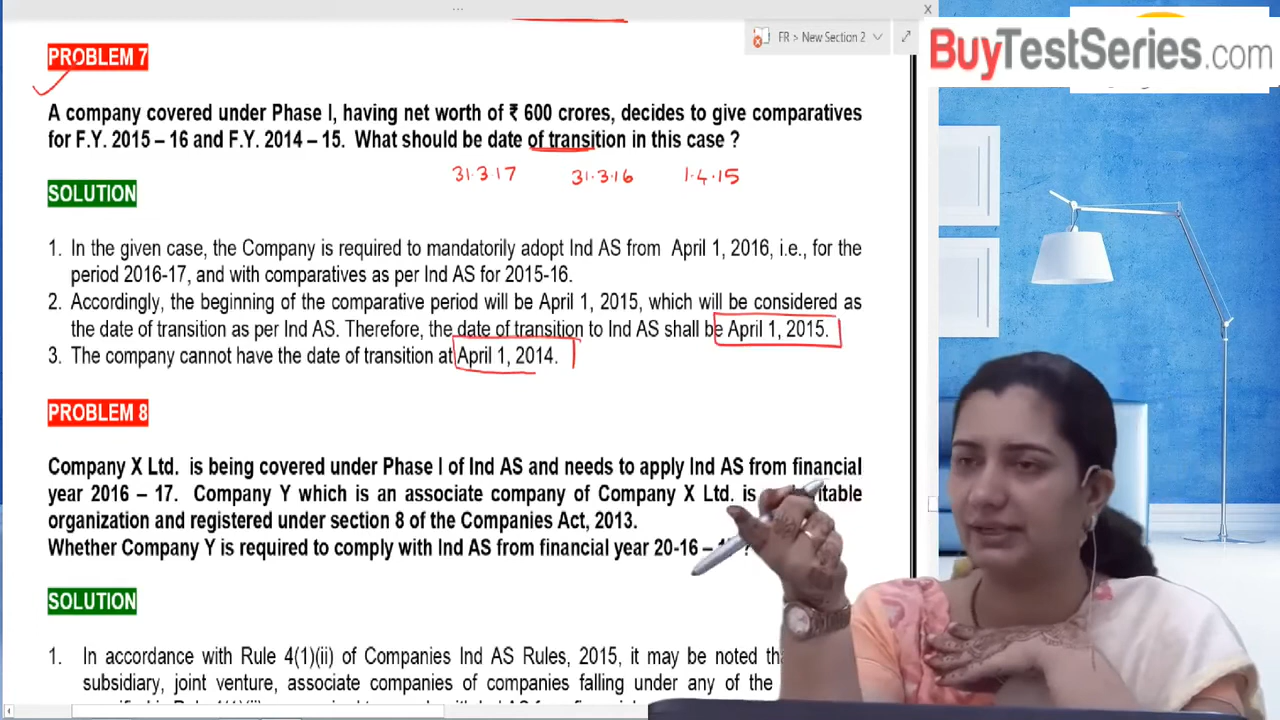 FR > New Section 2
BuyTestSeries.com
PROBLEM 7
A company covered under Phase I, having net worth of ₹ 600 crores, decides to give comparatives
for F.Y. 2015 – 16 and F.Y. 2014 – 15. What should be date of transition in this case ?
31.3.17 31.3.16 1.4.15
SOLUTION
1. In the given case, the Company is required to mandatorily adopt Ind AS from April 1, 2016, i.e., for the
period 2016-17, and with comparatives as per Ind AS for 2015-16.
2. Accordingly, the beginning of the comparative period will be April 1, 2015, which will be considered as
the date of transition as per Ind AS. Therefore, the date of transition to Ind AS shall be April 1, 2015.
3. The company cannot have the date of transition at April 1, 2014.
PROBLEM 8
Company X Ltd. is being covered under Phase I of Ind AS and needs to apply Ind AS from financial
year 2016 – 17. Company Y which is an associate company of Company X Ltd. is
organization and registered under section 8 of the Companies Act, 2013.
Whether Company Y is required to comply with Ind AS from financial year 20-16 – ?
SOLUTION
1. In accordance with Rule 4(1)(ii) of Companies Ind AS Rules, 2015, it may be noted
subsidiary, joint venture, associate companies of companies falling under any of the